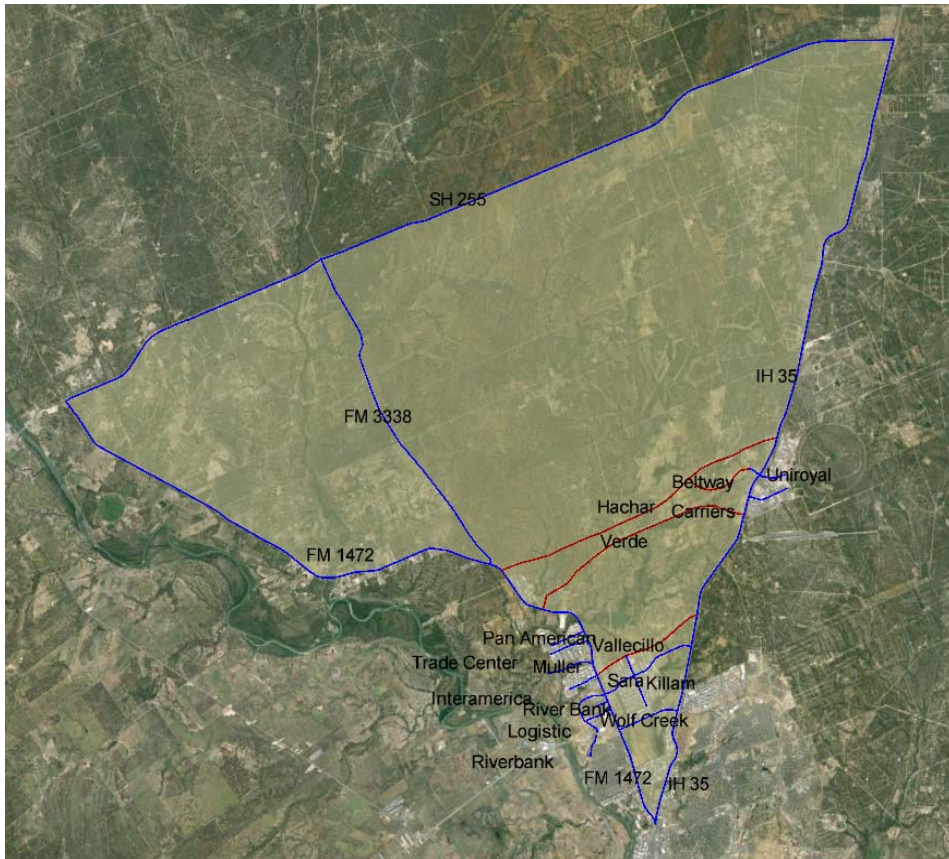 SH 255
IH 35
FM 3338
Uniroyal
Beltway
Hachar
Carriers
Verde
FM 1472
Pan American
Vallecillo
Trade Center
Muller
Sara
Killam
Interamerica
River Bank
Wolf Creek
Logistic
Riverbank
FM 1472
IH 35